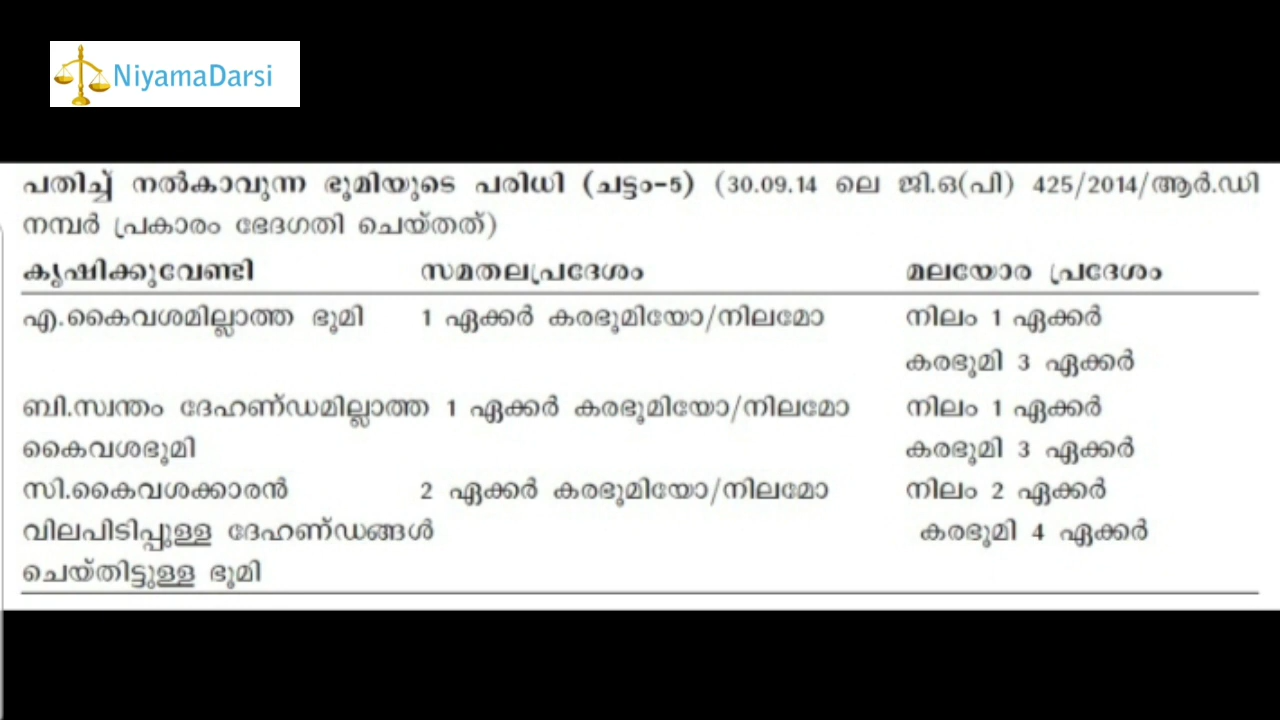 NiyamaDarsi
പതിച്ച് നൽകാവുന്ന ഭൂമിയുടെ പരിധി (ചട്ടം-5) (30.09.14 ലെ ജി.ഒ(പി) 425/2014/ആർ.ഡി
നമ്പർ പ്രകാരം ഭേദഗതി ചെയ്തത്)
കൃഷിക്കുവേണ്ടി സമതലപ്രദേശം മലയോര പ്രദേശം
എ.കൈവശമില്ലാത്ത ഭൂമി 1 ഏക്കർ കരഭൂമിയോ/നിലമോ നിലം 1 ഏക്കർ
കരഭൂമി 3 ഏക്കർ
ബി.സ്വന്തം ദേഹണ്ഡമില്ലാത്ത 1 ഏക്കർ കരഭൂമിയോ/നിലമോ നിലം 1 ഏക്കർ
കൈവശഭൂമി കരഭൂമി 3 ഏക്കർ
സി.കൈവശക്കാരൻ 2 ഏക്കർ കരഭൂമിയോ/നിലമോ നിലം 2 ഏക്കർ
വിലപിടിപ്പുള്ള ദേഹണ്ഡങ്ങൾ കരഭൂമി 4 ഏക്കർ
ചെയ്തിട്ടുള്ള ഭൂമി